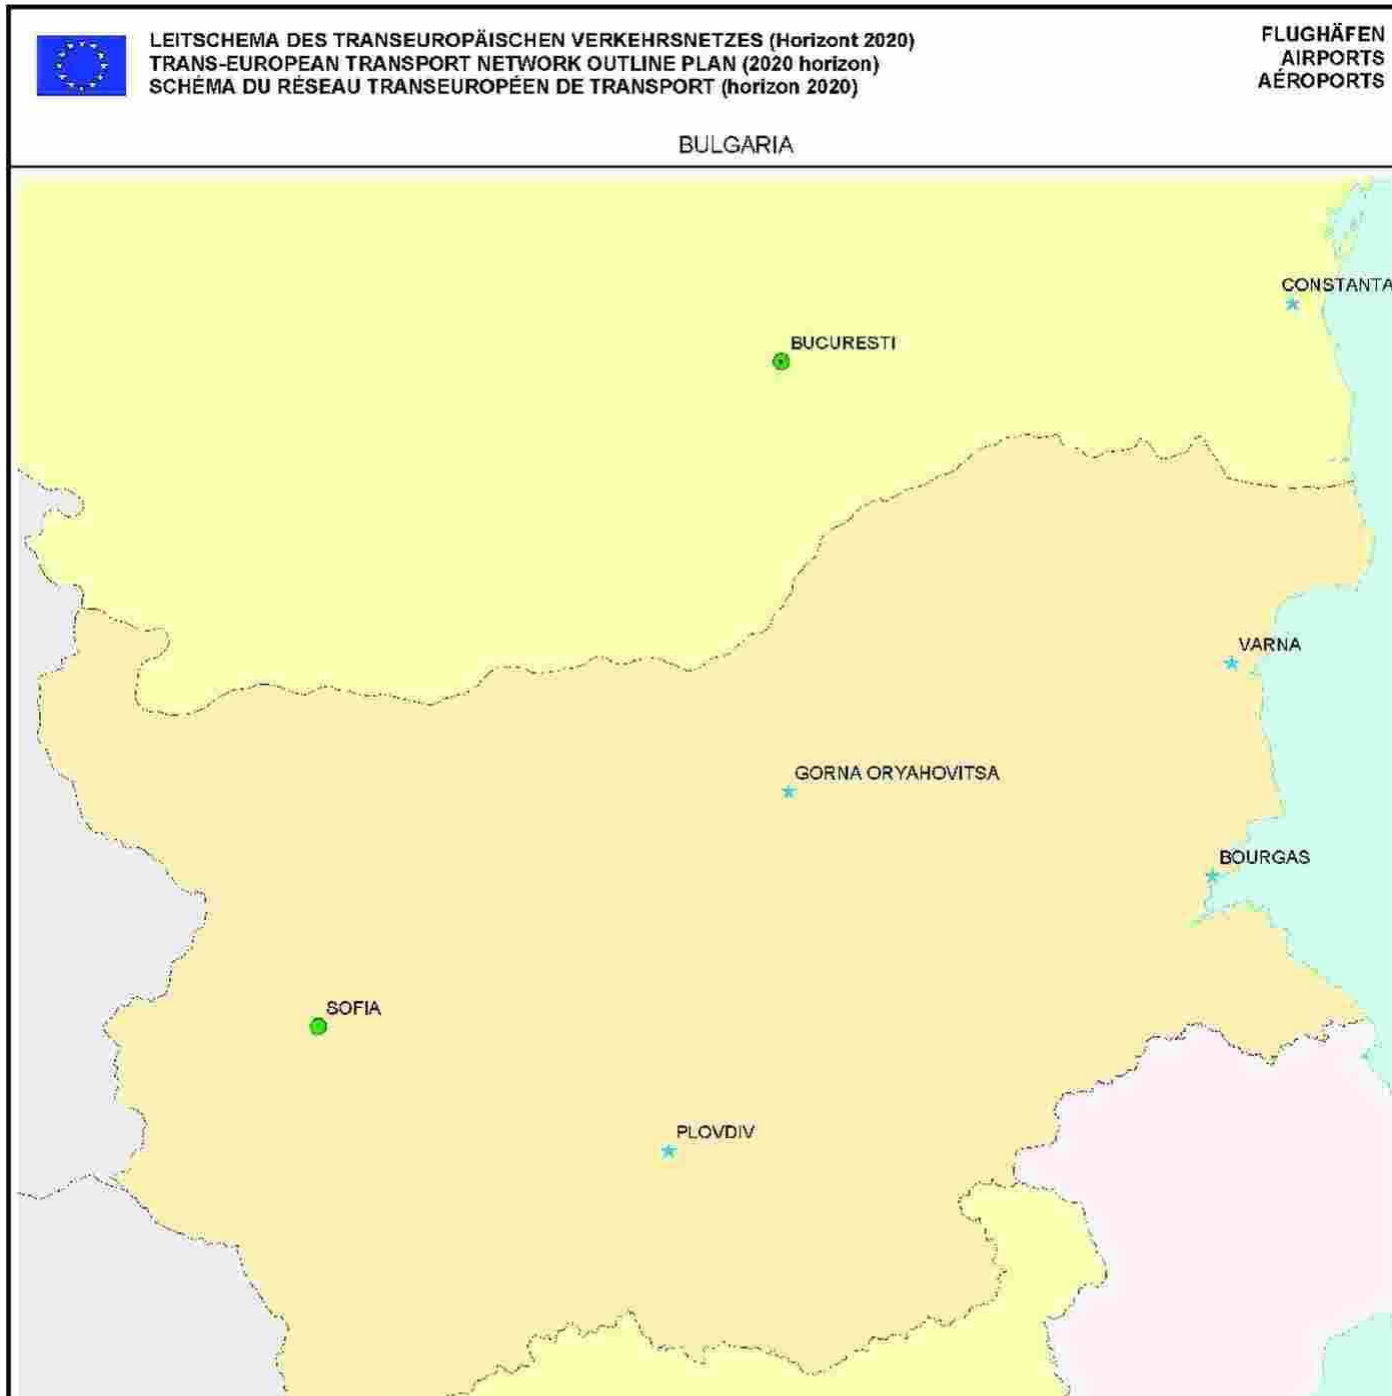 LEITSCHEMA DES TRANSEUROPÄISCHEN VERKEHRSNETZES (Horizont 2020)
TRANS-EUROPEAN TRANSPORT NETWORK OUTLINE PLAN (2020 horizon)
SCHÉMA DU RÉSEAU TRANSEUROPÉEN DE TRANSPORT (horizon 2020)
FLUGHÄFEN
AIRPORTS
AÉROPORTS
BULGARIA
CONSTANTA
BUCURESTI
VARNA
GORNA ORYAHOVITSA
BOURGAS
SOFIA
PLOVDIV